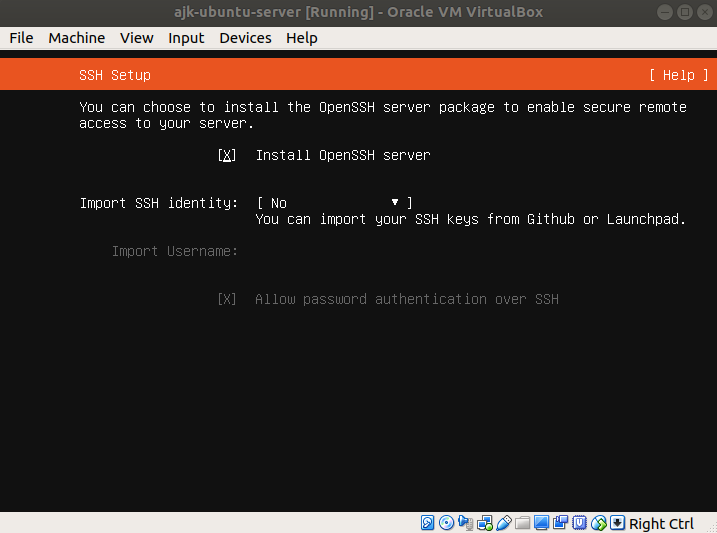 ajk-ubuntu-server [Running] - Oracle VM VirtualBox
File Machine View Input Devices Help
SSH Setup [ Help ]
You can choose to install the OpenSSH server package to enable secure remote
access to your server.
[X] Install OpenSSH server
Import SSH identity: [ No ▾ ]
You can import your SSH keys from Github or Launchpad.
Import Username:
[X] Allow password authentication over SSH
Right Ctrl